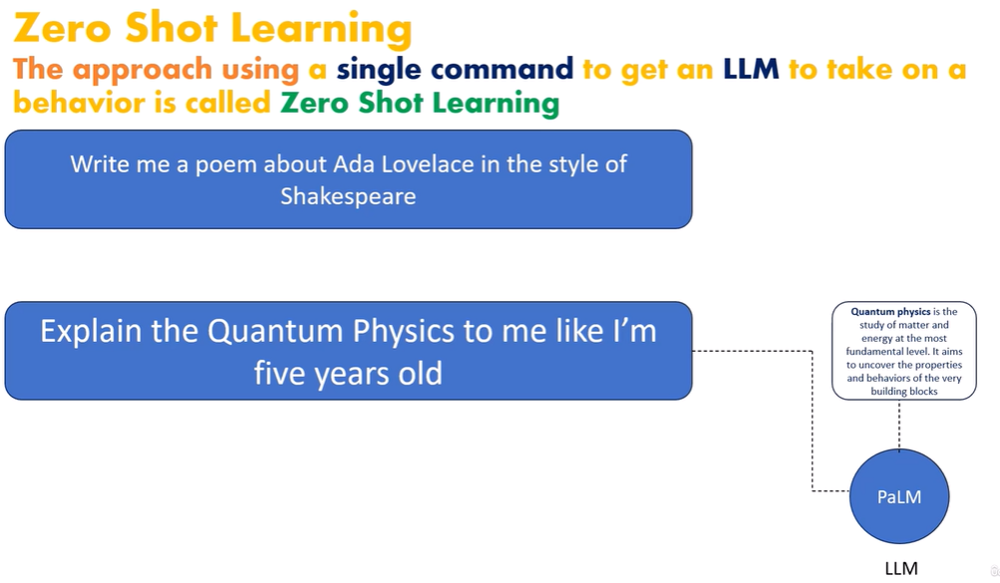 Zero Shot Learning
The approach using a single command to get an LLM to take on a
behavior is called Zero Shot Learning
Write me a poem about Ada Lovelace in the style of
Shakespeare
Explain the Quantum Physics to me like I'm
five years old
Quantum physics is the
study of matter and
energy at the most
fundamental level. It aims
to uncover the properties
and behaviors of the very
building blocks
PaLM
LLM